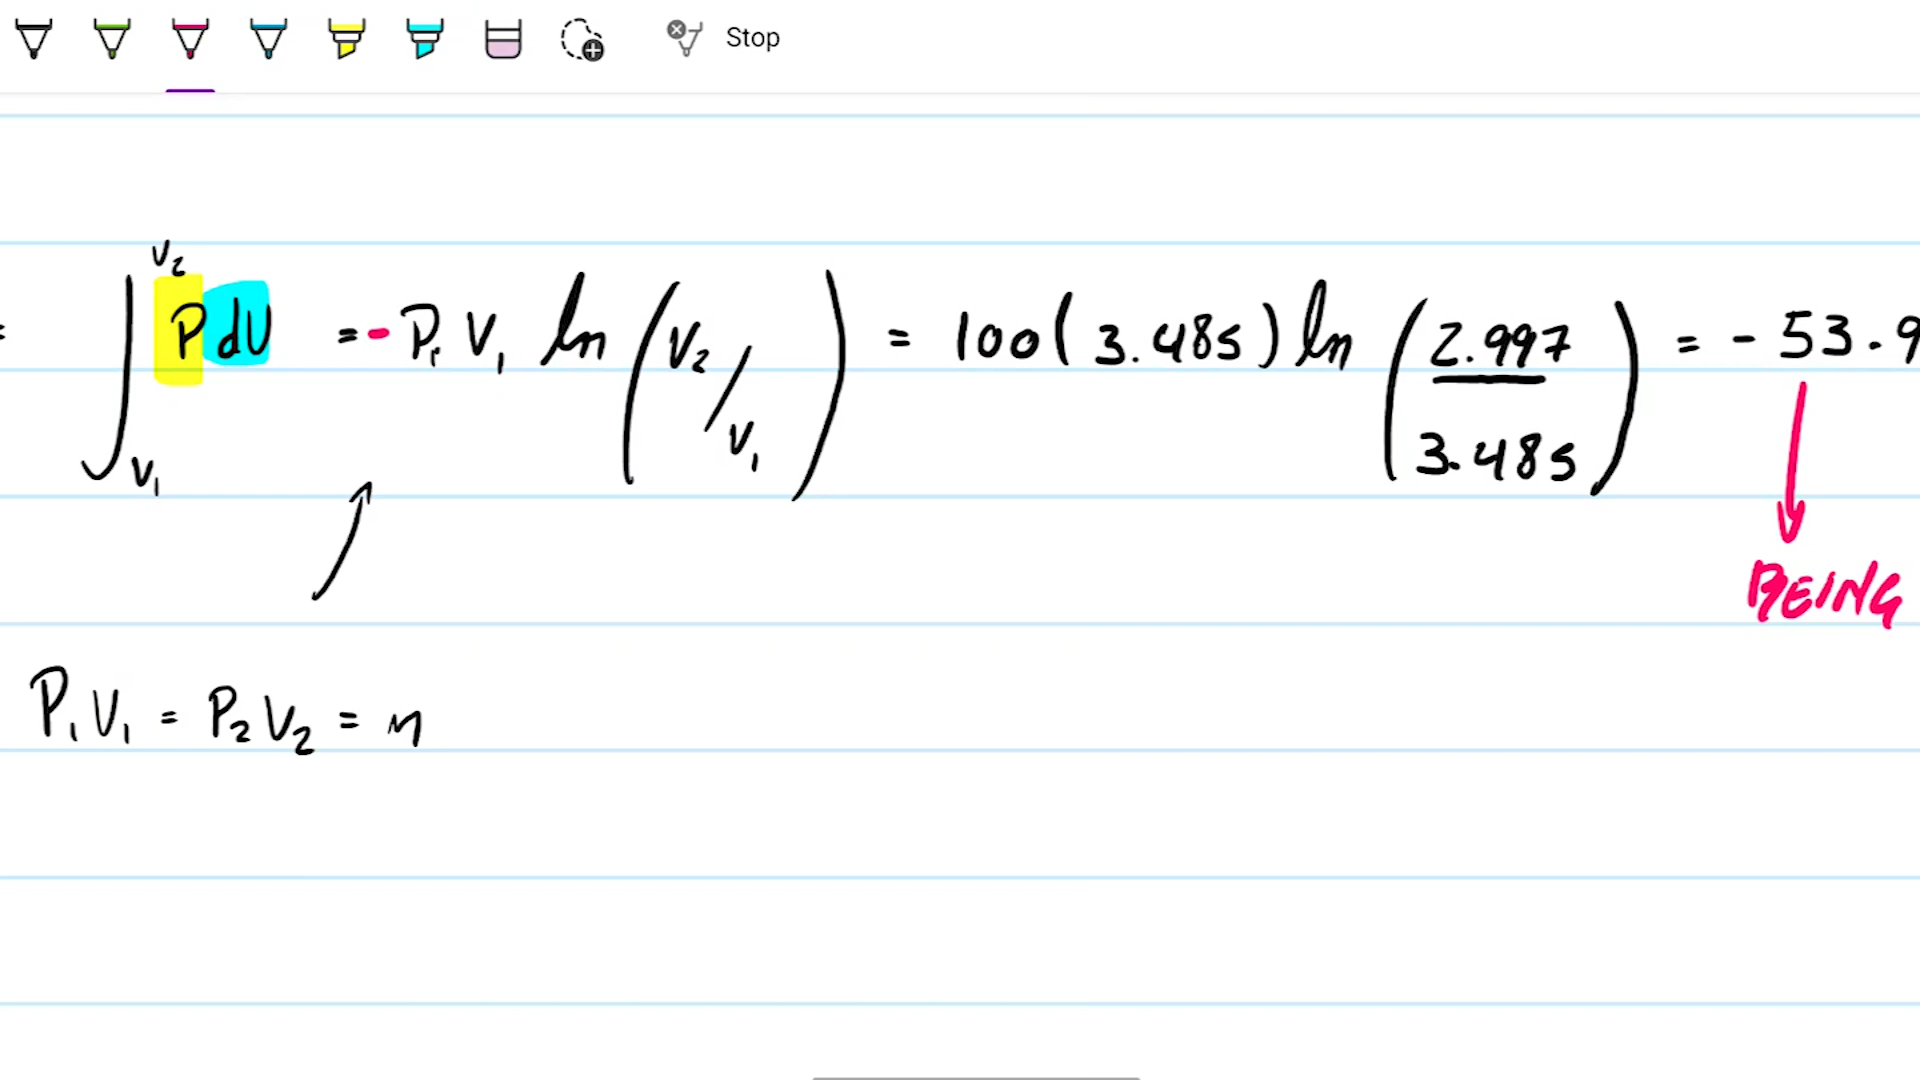 Stop
= ∫ V₁ V₂ P dV = - P₁ V₁ ln (V₂/V₁) = 100 (3.485) ln (2.997/3.485) = - 53.9
BEING
P₁V₁ = P₂V₂ = m